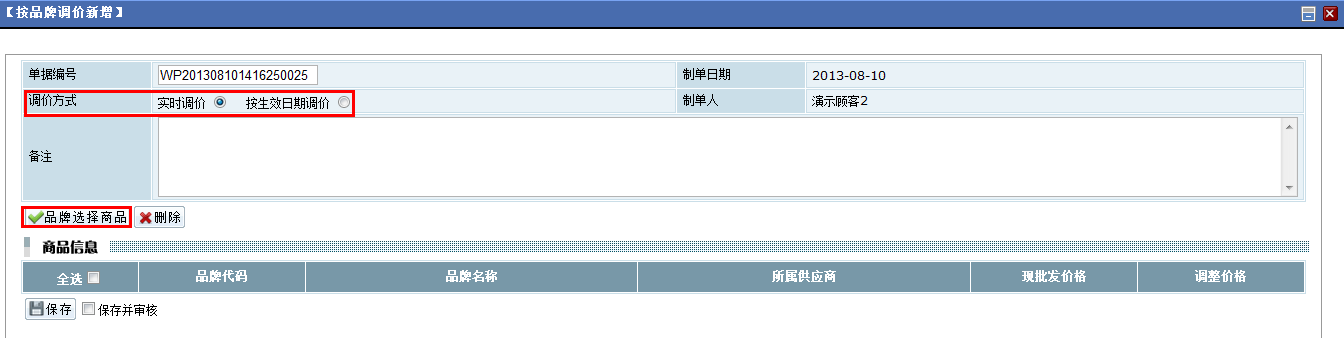 【按品牌调价新增】
单据编号 WP201308101416250025 制单日期 2013-08-10
调价方式 实时调价 按生效日期调价 制单人 演示顾客2
备注
品牌选择商品 删除
商品信息
全选 品牌代码 品牌名称 所属供应商 现批发价格 调整价格
保存 保存并审核